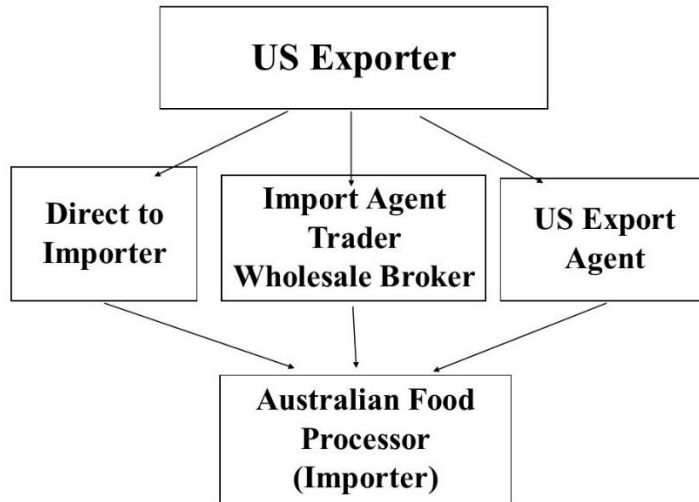 US Exporter
Direct to
Importer
Import Agent
Trader
Wholesale Broker
US Export
Agent
Australian Food
Processor
(Importer)